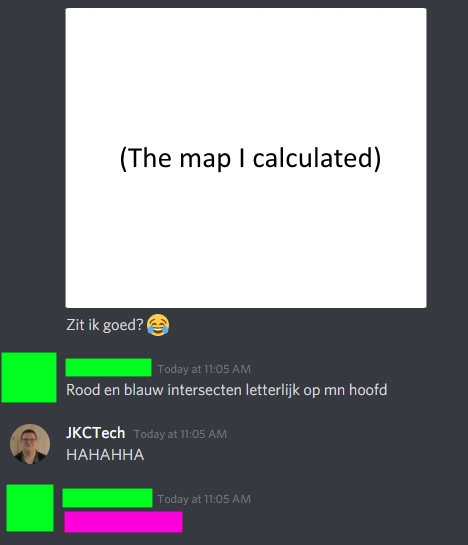 (The map I calculated)
Zit ik goed? 😂
Today at 11:05 AM
Rood en blauw intersecten letterlijk op mn hoofd
JKCTech Today at 11:05 AM
HAHAHHA
Today at 11:05 AM